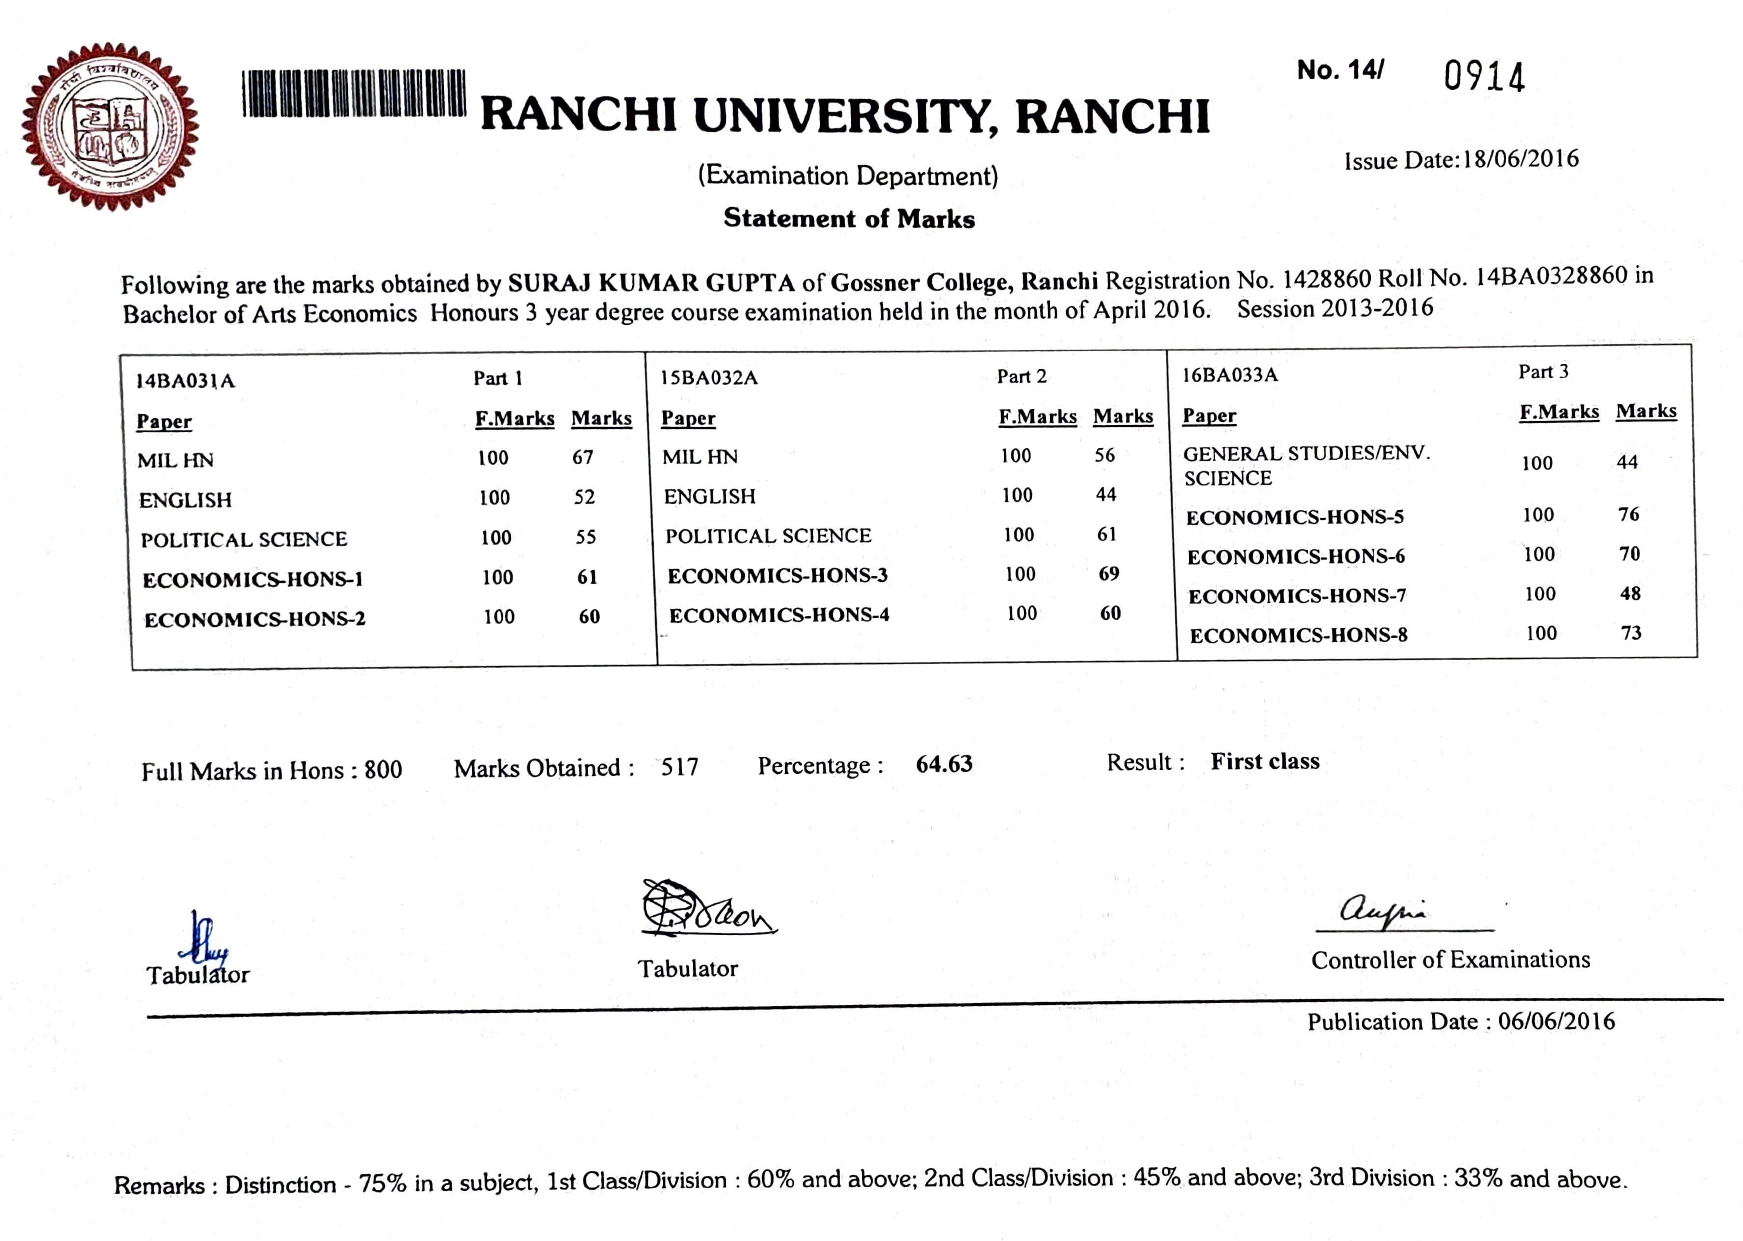 रांची विश्वविद्यालय
No. 14/ 0914
RANCHI UNIVERSITY, RANCHI
Issue Date:18/06/2016
(Examination Department)
Statement of Marks
Following are the marks obtained by SURAJ KUMAR GUPTA of Gossner College, Ranchi Registration No. 1428860 Roll No. 14BA0328860 in
Bachelor of Arts Economics Honours 3 year degree course examination held in the month of April 2016. Session 2013-2016
14BA031A Part 1 15BA032A Part 2 16BA033A Part 3
Paper F.Marks Marks Paper F.Marks Marks Paper F.Marks Marks
MIL HN 100 67 MIL HN 100 56 GENERAL STUDIES/ENV. 100 44
SCIENCE
ENGLISH 100 52 ENGLISH 100 44 ECONOMICS-HONS-5 100 76
POLITICAL SCIENCE 100 55 POLITICAL SCIENCE 100 61 ECONOMICS-HONS-6 100 70
ECONOMICS-HONS-1 100 61 ECONOMICS-HONS-3 100 69 ECONOMICS-HONS-7 100 48
ECONOMICS-HONS-2 100 60 ECONOMICS-HONS-4 100 60 ECONOMICS-HONS-8 100 73
Full Marks in Hons : 800 Marks Obtained : 517 Percentage : 64.63 Result : First class
Tabulator Tabulator Controller of Examinations
Publication Date : 06/06/2016
Remarks : Distinction - 75% in a subject, 1st Class/Division : 60% and above; 2nd Class/Division : 45% and above; 3rd Division : 33% and above.